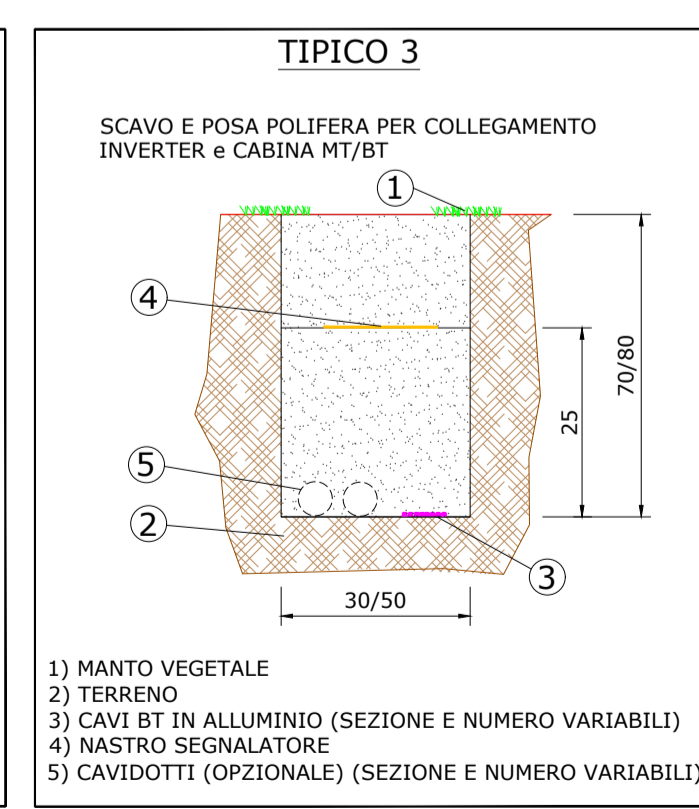 TIPICO 3
SCAVO E POSA POLIFERA PER COLLEGAMENTO
INVERTER e CABINA MT/BT
1
4
70/80
25
5
2
3
30/50
1) MANTO VEGETALE
2) TERRENO
3) CAVI BT IN ALLUMINIO (SEZIONE E NUMERO VARIABILI)
4) NASTRO SEGNALATORE
5) CAVIDOTTI (OPZIONALE) (SEZIONE E NUMERO VARIABILI)